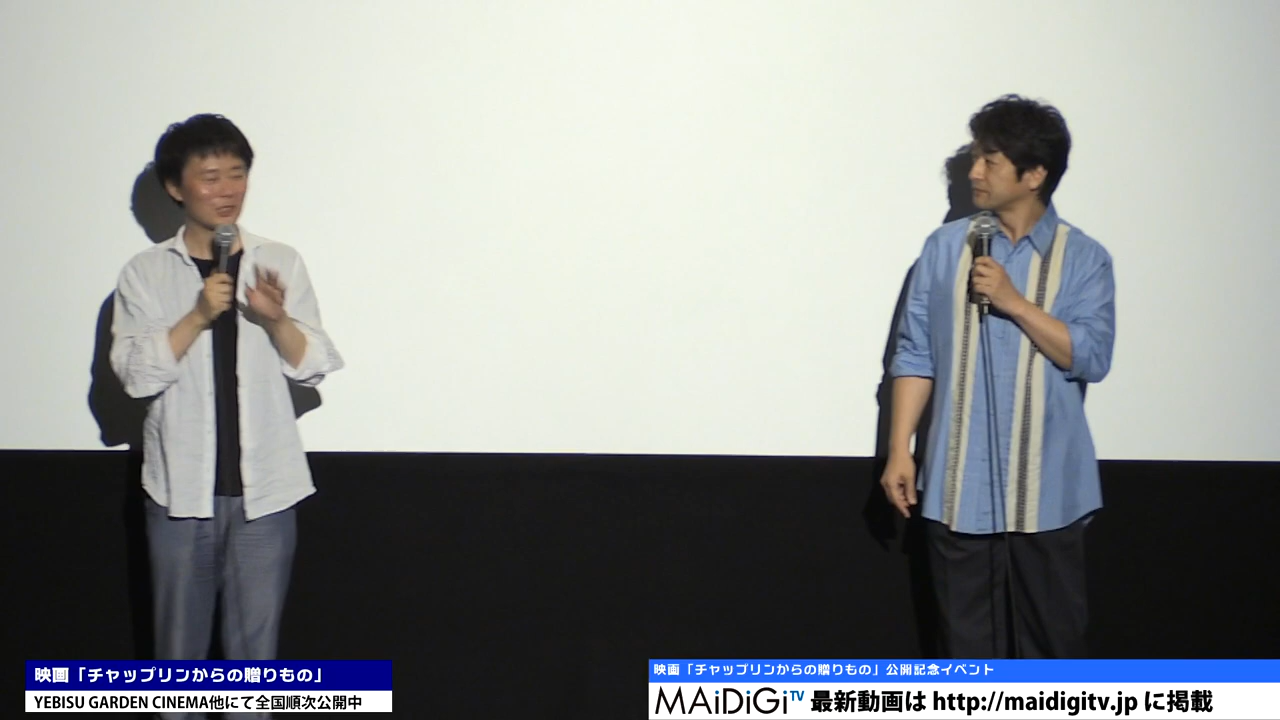 映画「チャップリンからの贈りもの」
YEBISU GARDEN CINEMA他にて全国順次公開中
映画「チャップリンからの贈りもの」公開記念イベント
MAiDiGiTV 最新動画は http://maidigitv.jp に掲載